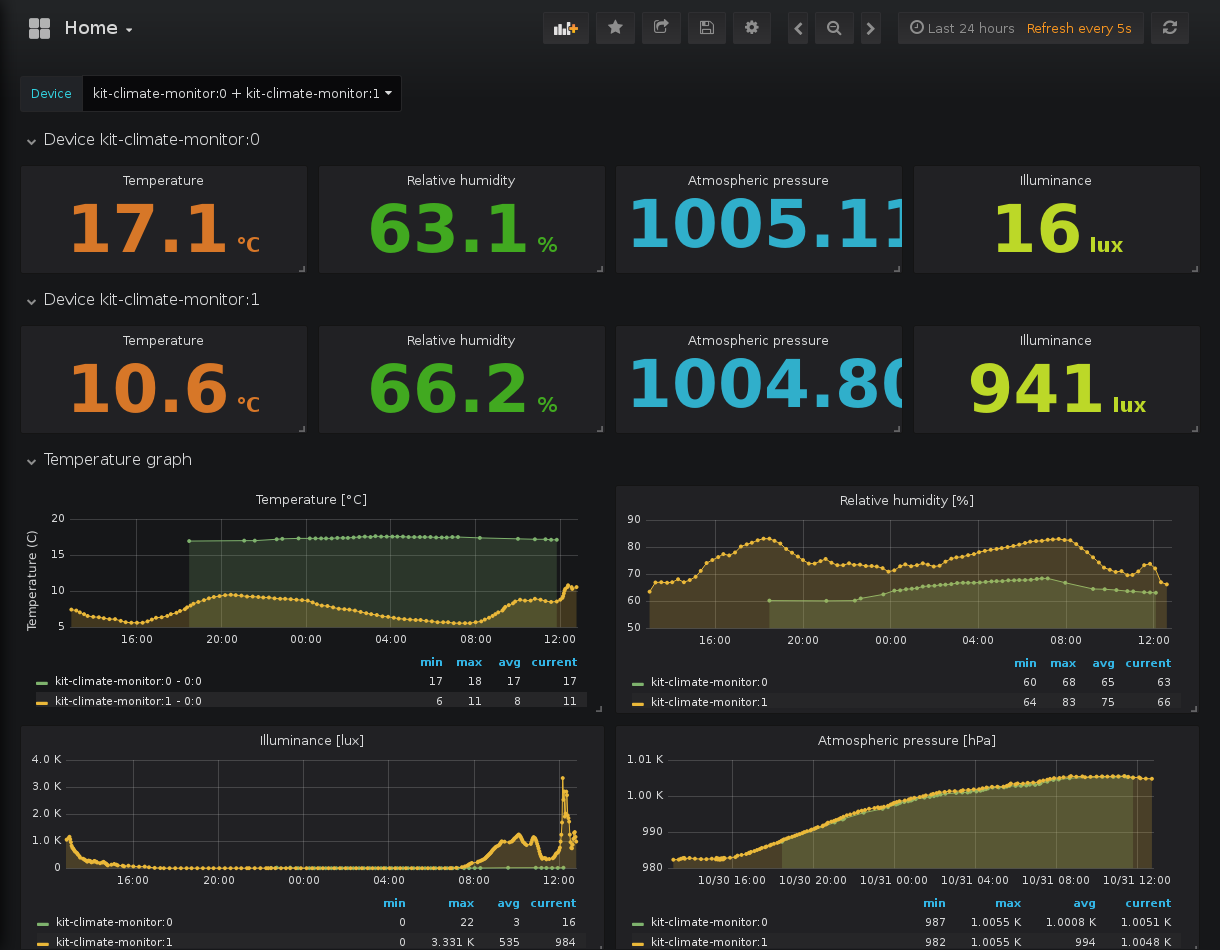 Home
Last 24 hours Refresh every 5s
Device kit-climate-monitor:0 + kit-climate-monitor:1
Device kit-climate-monitor:0
Temperature
17.1 °C
Relative humidity
63.1 %
Atmospheric pressure
1005.11
Illuminance
16 lux
Device kit-climate-monitor:1
Temperature
10.6 °C
Relative humidity
66.2 %
Atmospheric pressure
1004.80
Illuminance
941 lux
Temperature graph
Temperature [°C]
Temperature (C)
20
15
10
5
16:00 20:00 00:00 04:00 08:00 12:00
min max avg current
kit-climate-monitor:0 - 0:0 17 18 17 17
kit-climate-monitor:1 - 0:0 6 11 8 11
Relative humidity [%]
90
80
70
60
50
16:00 20:00 00:00 04:00 08:00 12:00
min max avg current
kit-climate-monitor:0 60 68 65 63
kit-climate-monitor:1 64 83 75 66
Illuminance [lux]
4.0 K
3.0 K
2.0 K
1.0 K
0
16:00 20:00 00:00 04:00 08:00 12:00
min max avg current
kit-climate-monitor:0 0 22 3 16
kit-climate-monitor:1 0 3.331 K 535 984
Atmospheric pressure [hPa]
1.01 K
1.00 K
990
980
10/30 16:00 10/30 20:00 10/31 00:00 10/31 04:00 10/31 08:00 10/31 12:00
min max avg current
kit-climate-monitor:0 987 1.0055 K 1.0008 K 1.0051 K
kit-climate-monitor:1 982 1.0055 K 994 1.0048 K